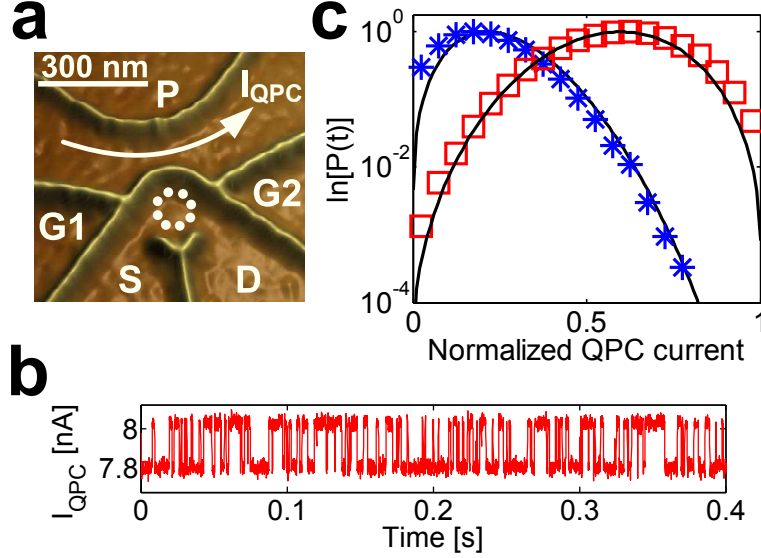 a
300 nm
P
I_QPC
G1
G2
S
D
c
ln[P(t)]
10^0
10^-2
10^-4
0
0.5
1
Normalized QPC current
b
I_QPC [nA]
8
7.8
0
0.1
0.2
0.3
0.4
Time [s]